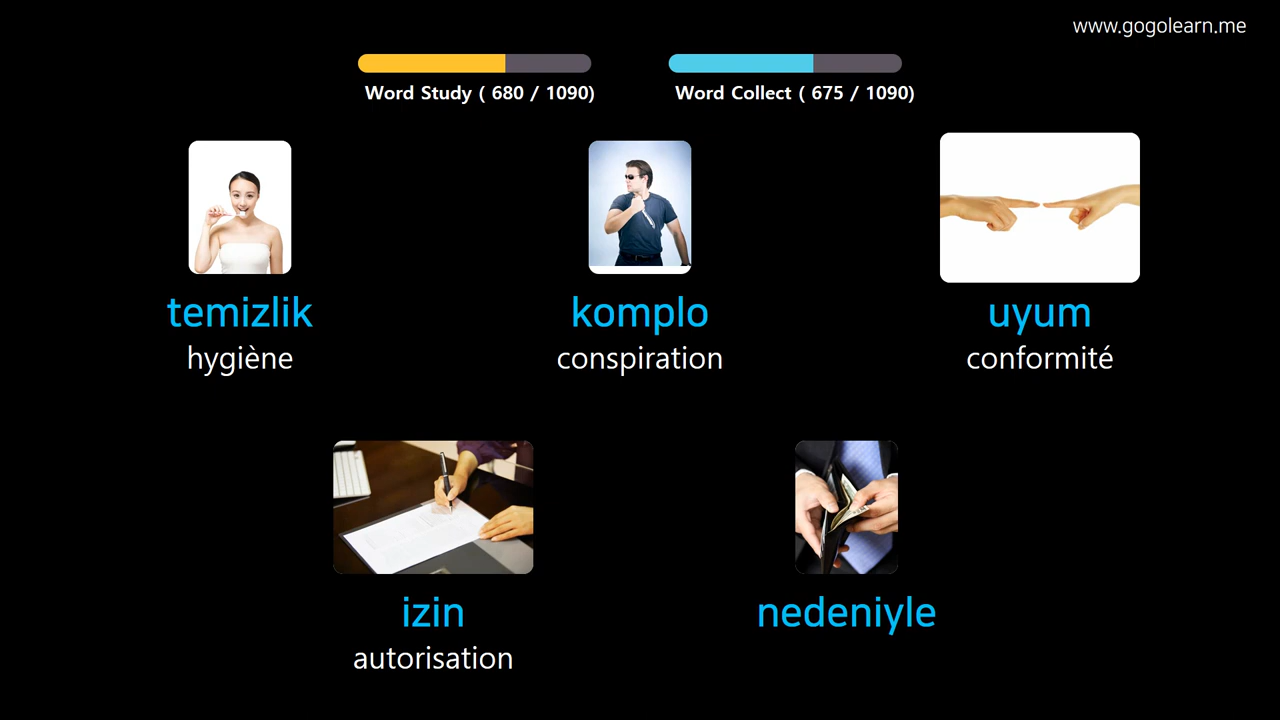 www.gogolearn.me
Word Study ( 680 / 1090)
Word Collect ( 675 / 1090)
temizlik
hygiène
komplo
conspiration
uyum
conformité
izin
autorisation
nedeniyle